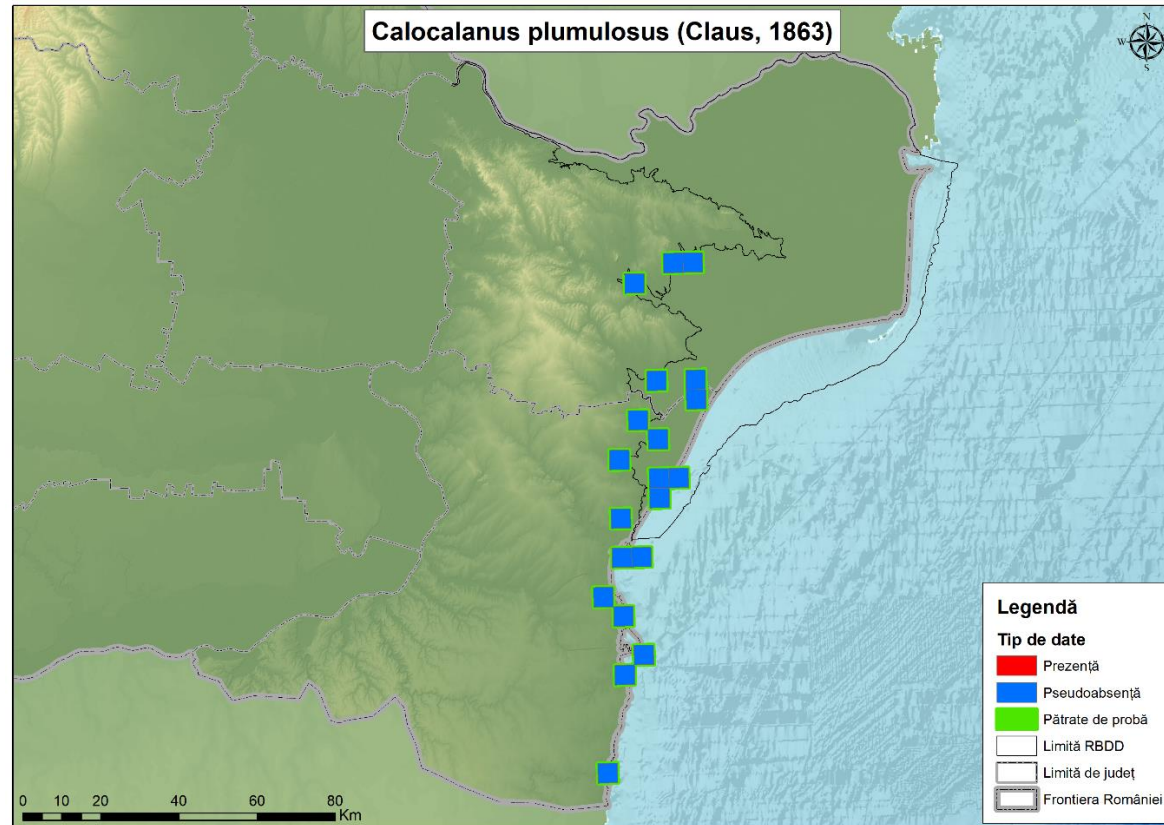 Calocalanus plumulosus (Claus, 1863)
N
W E
S
Legendă
Tip de date
Prezență
Pseudoabsență
Pătrate de probă
Limită RBDD
Limită de județ
Frontiera României
0 10 20 40 60 80
Km